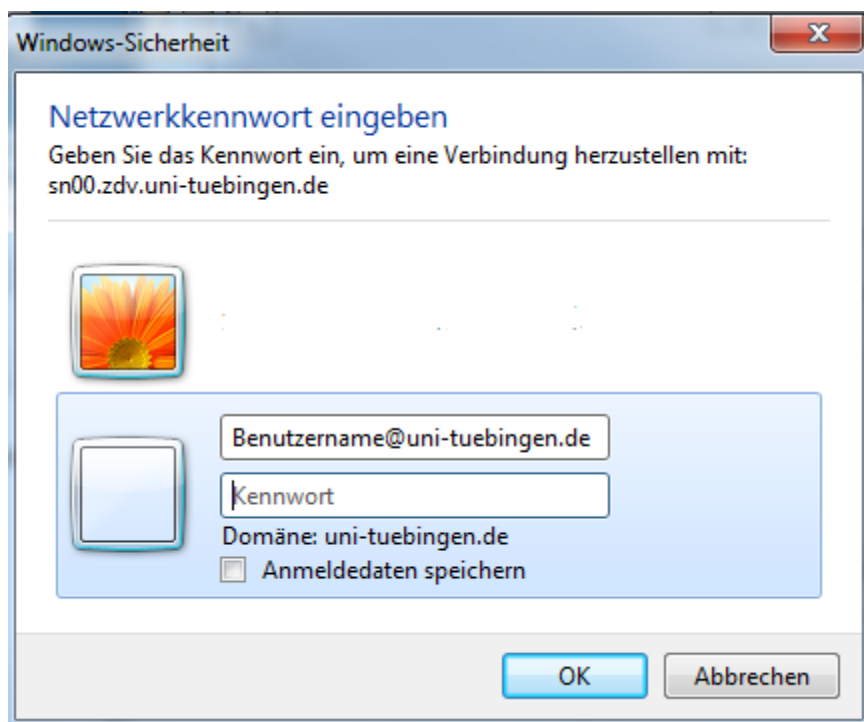 Windows-Sicherheit
Netzwerkkennwort eingeben
Geben Sie das Kennwort ein, um eine Verbindung herzustellen mit:
sn00.zdv.uni-tuebingen.de
Benutzername@uni-tuebingen.de
Kennwort
Domäne: uni-tuebingen.de
Anmeldedaten speichern
OK
Abbrechen